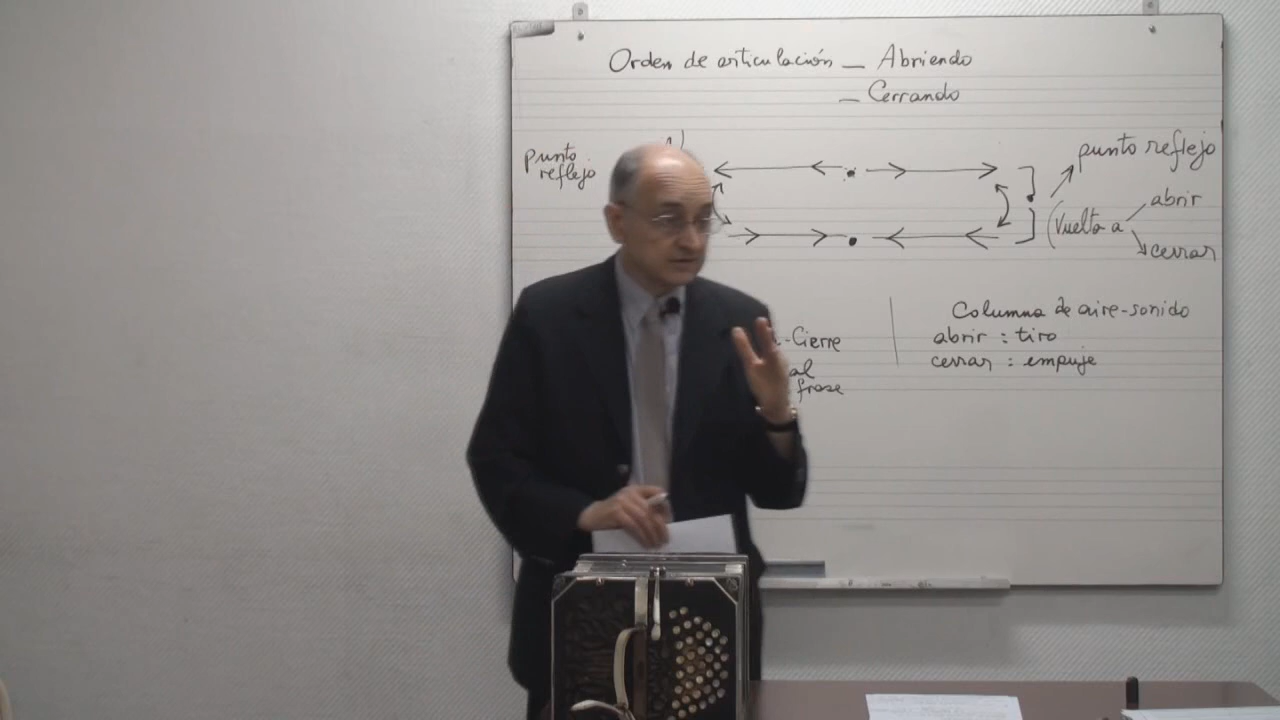 Orden de articulación — Abriendo
— Cerrando
punto reflejo
punto reflejo
(Vuelta a
abrir
cerrar
Columna de aire-sonido
abrir : tiro
cerrar : empuje
-Cierre
al
frase